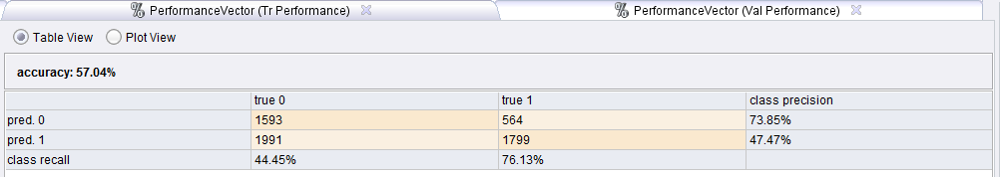 PerformanceVector (Tr Performance) PerformanceVector (Val Performance)
Table View Plot View
accuracy: 57.04%
true 0 true 1 class precision
pred. 0 1593 564 73.85%
pred. 1 1991 1799 47.47%
class recall 44.45% 76.13%